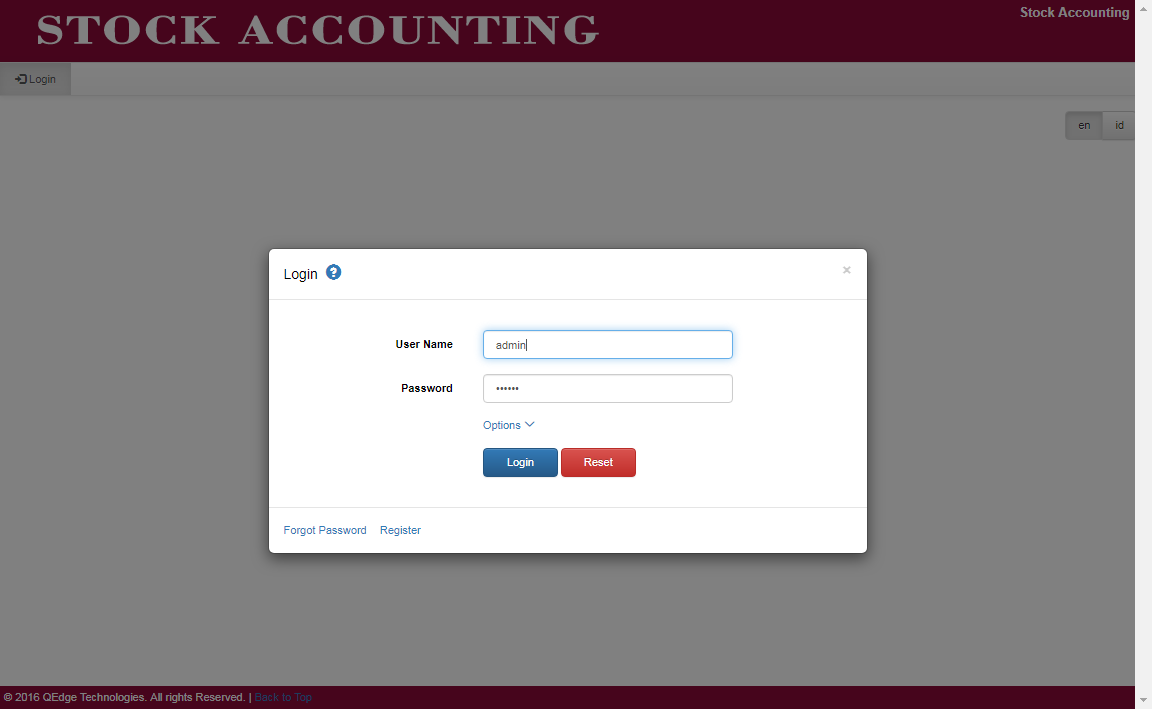 STOCK ACCOUNTING
Stock Accounting
Login
en id
Login ? ×
User Name admin
Password ••••••
Options
Login Reset
Forgot Password Register
© 2016 QEdge Technologies. All rights Reserved. | Back to Top